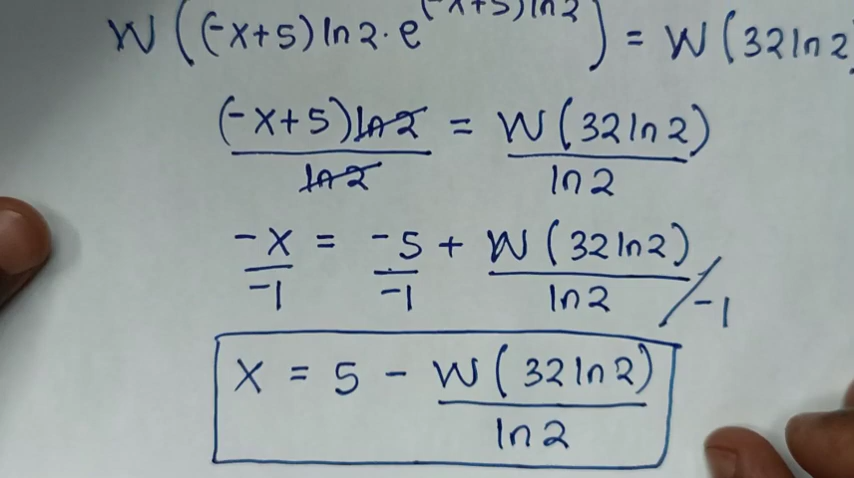 W((-x+5)ln2·e^(-x+5)ln2) = W(32ln2)
(-x+5)ln2/ln2 = W(32ln2)/ln2
-x/-1 = -5/-1 + W(32ln2)/ln2/-1
x = 5 - W(32ln2)/ln2